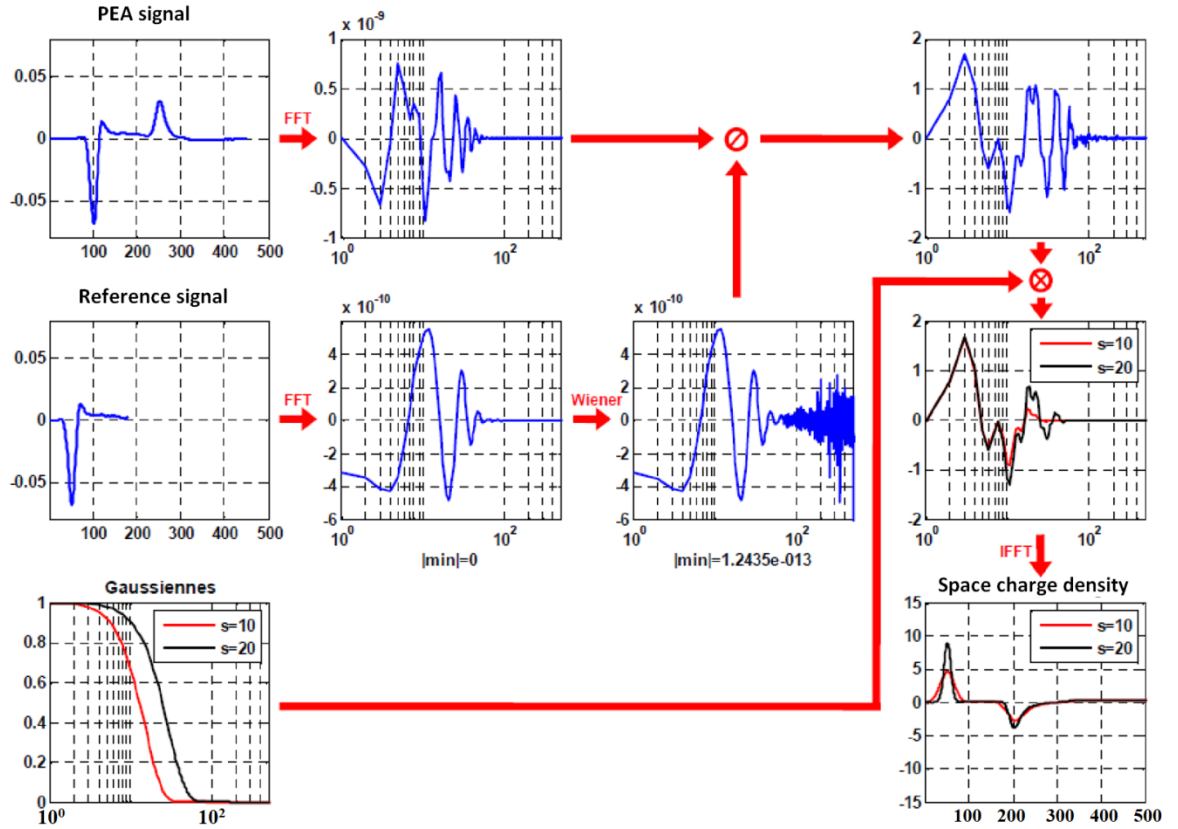 PEA signal
0.05
0
-0.05
100 200 300 400 500
FFT
x 10^-9
1
0.5
0
-0.5
-1
10^0 10^2
2
1
0
-1
-2
10^0 10^2
Reference signal
0.05
0
-0.05
100 200 300 400 500
FFT
x 10^-10
4
2
0
-2
-4
-6
10^0 10^2
|min|=0
Wiener
x 10^-10
4
2
0
-2
-4
-6
10^0 10^2
|min|=1.2435e-013
2
1
0
-1
-2
s=10
s=20
10^0 10^2
IFFT
Gaussiennes
1
0.8
0.6
0.4
0.2
0
s=10
s=20
10^0 10^2
Space charge density
15
10
5
0
-5
-10
-15
s=10
s=20
100 200 300 400 500